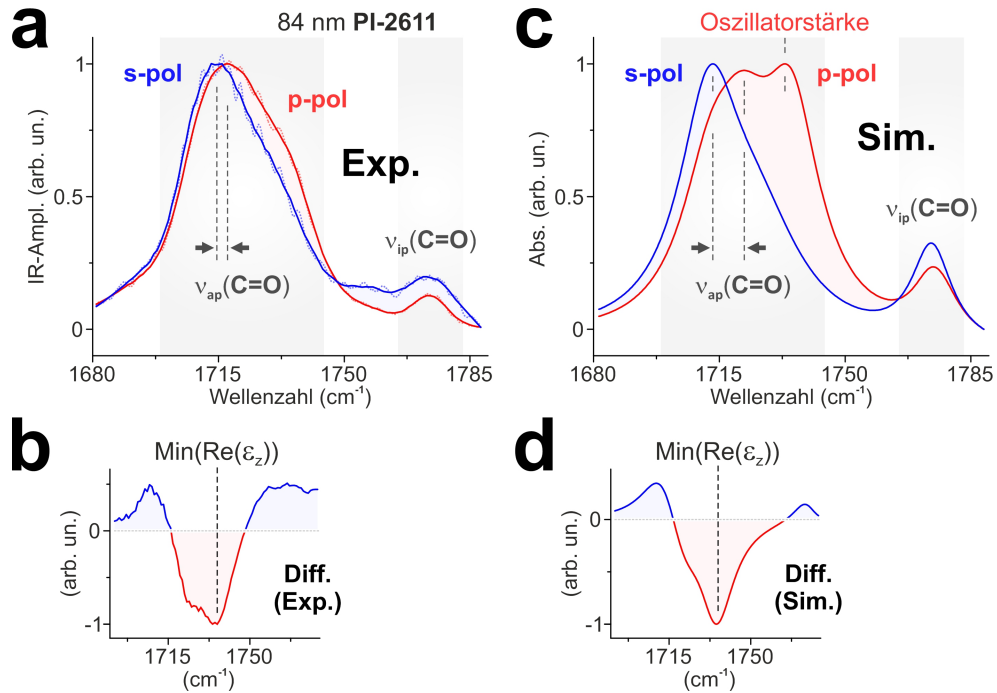 a
84 nm PI-2611
s-pol
p-pol
Exp.
νip(C=O)
νap(C=O)
IR-Ampl. (arb. un.)
1
0.5
0
1680
1715
1750
1785
Wellenzahl (cm⁻¹)
c
Oszillatorstärke
s-pol
p-pol
Sim.
νip(C=O)
νap(C=O)
Abs. (arb. un.)
1
0.5
0
1680
1715
1750
1785
Wellenzahl (cm⁻¹)
b
Min(Re(εz))
(arb. un.)
0
-1
Diff.
(Exp.)
1715
1750
(cm⁻¹)
d
Min(Re(εz))
(arb. un.)
0
-1
Diff.
(Sim.)
1715
1750
(cm⁻¹)